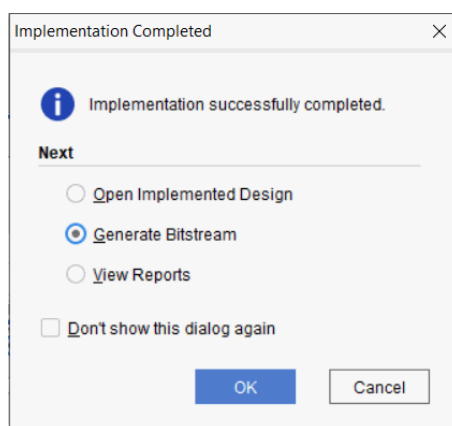 Implementation Completed
Implementation successfully completed.
Next
Open Implemented Design
Generate Bitstream
View Reports
Don't show this dialog again
OK
Cancel